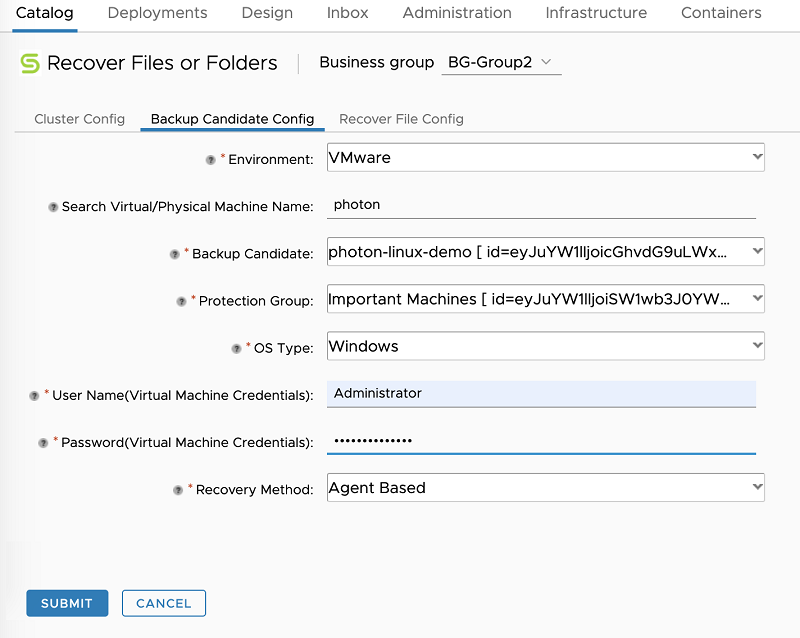 Catalog Deployments Design Inbox Administration Infrastructure Containers
Recover Files or Folders Business group BG-Group2
Cluster Config Backup Candidate Config Recover File Config
? * Environment: VMware
? Search Virtual/Physical Machine Name: photon
? * Backup Candidate: photon-linux-demo [ id=eyJuYW1lIjoicGhvdG9uLWx...
? * Protection Group: Important Machines [ id=eyJuYW1lIjoiSW1wb3J0YW...
? * OS Type: Windows
? * User Name(Virtual Machine Credentials): Administrator
? * Password(Virtual Machine Credentials): ••••••••••••••
? * Recovery Method: Agent Based
SUBMIT CANCEL